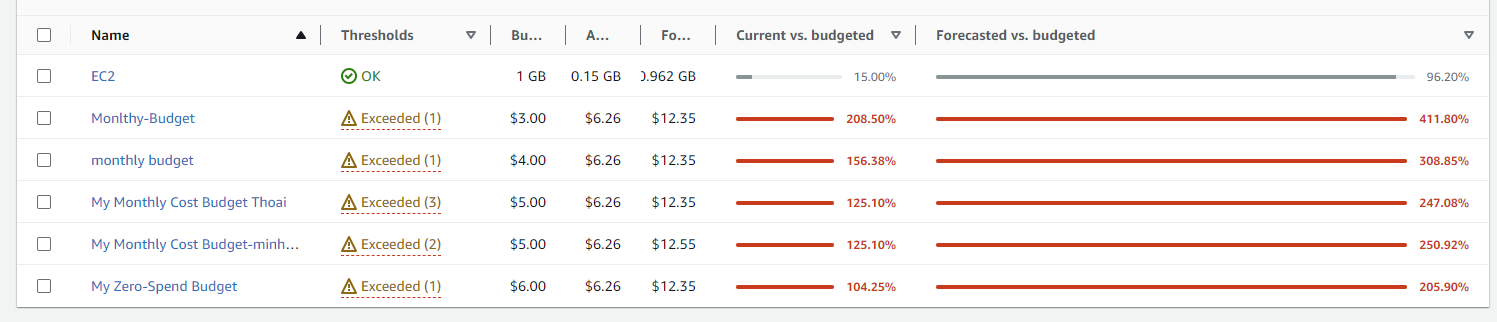 Name Thresholds Bu... A... Fo... Current vs. budgeted Forecasted vs. budgeted
EC2 OK 1 GB 0.15 GB 0.962 GB 15.00% 96.20%
Monlthy-Budget Exceeded (1) $3.00 $6.26 $12.35 208.50% 411.80%
monthly budget Exceeded (1) $4.00 $6.26 $12.35 156.38% 308.85%
My Monthly Cost Budget Thoai Exceeded (3) $5.00 $6.26 $12.35 125.10% 247.08%
My Monthly Cost Budget-minh... Exceeded (2) $5.00 $6.26 $12.55 125.10% 250.92%
My Zero-Spend Budget Exceeded (1) $6.00 $6.26 $12.35 104.25% 205.90%